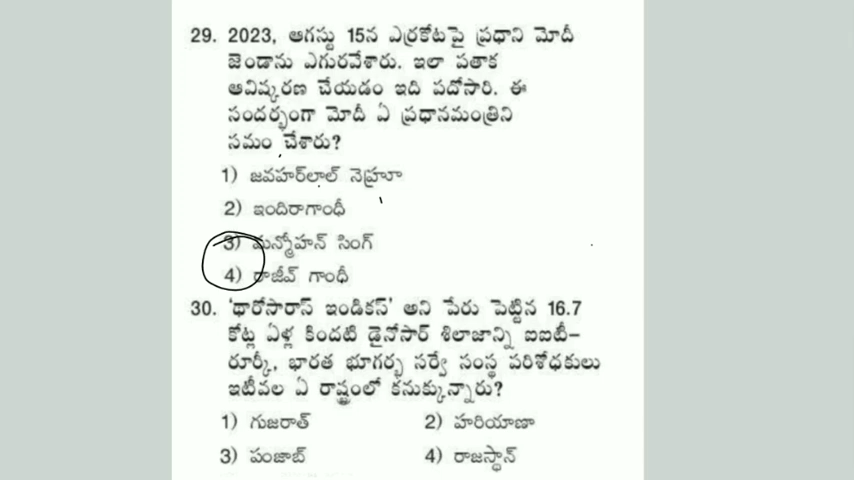 29. 2023, ఆగస్టు 15న ఎర్రకోటపై ప్రధాని మోదీ
జెండాను ఎగురవేశారు. ఇలా పతాక
ఆవిష్కరణ చేయడం ఇది పదోసారి. ఈ
సందర్భంగా మోదీ ఏ ప్రధానమంత్రిని
సమం చేశారు?
1) జవహర్‌లాల్ నెహ్రూ
2) ఇందిరాగాంధీ
3) మన్మోహన్ సింగ్
4) రాజీవ్ గాంధీ
30. 'థారోసారాస్ ఇండికస్' అని పేరు పెట్టిన 16.7
కోట్ల ఏళ్ల కిందటి డైనోసార్ శిలాజాన్ని ఐఐటీ–
రూర్కీ, భారత భూగర్భ సర్వే సంస్థ పరిశోధకులు
ఇటీవల ఏ రాష్ట్రంలో కనుక్కున్నారు?
1) గుజరాత్ 2) హరియాణా
3) పంజాబ్ 4) రాజస్థాన్